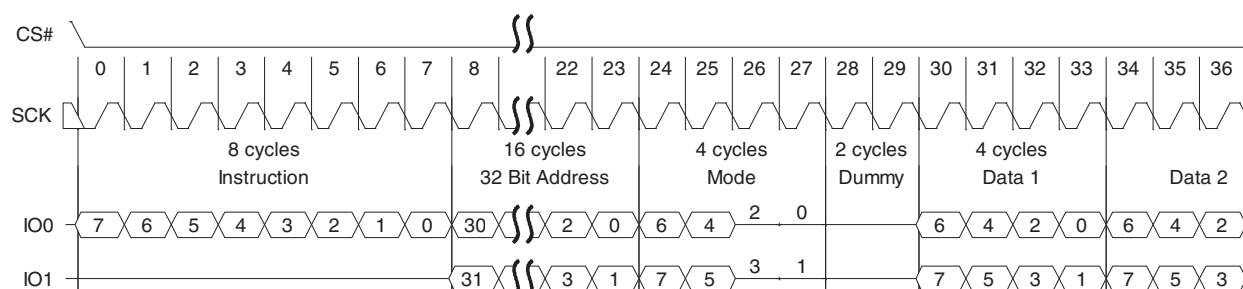 CS#
0 1 2 3 4 5 6 7 8 22 23 24 25 26 27 28 29 30 31 32 33 34 35 36
SCK
8 cycles 16 cycles 4 cycles 2 cycles 4 cycles
Instruction 32 Bit Address Mode Dummy Data 1 Data 2
IO0 7 6 5 4 3 2 1 0 30 2 0 6 4 2 0 6 4 2 0 6 4 2
IO1 31 3 1 7 5 3 1 7 5 3 1 7 5 3